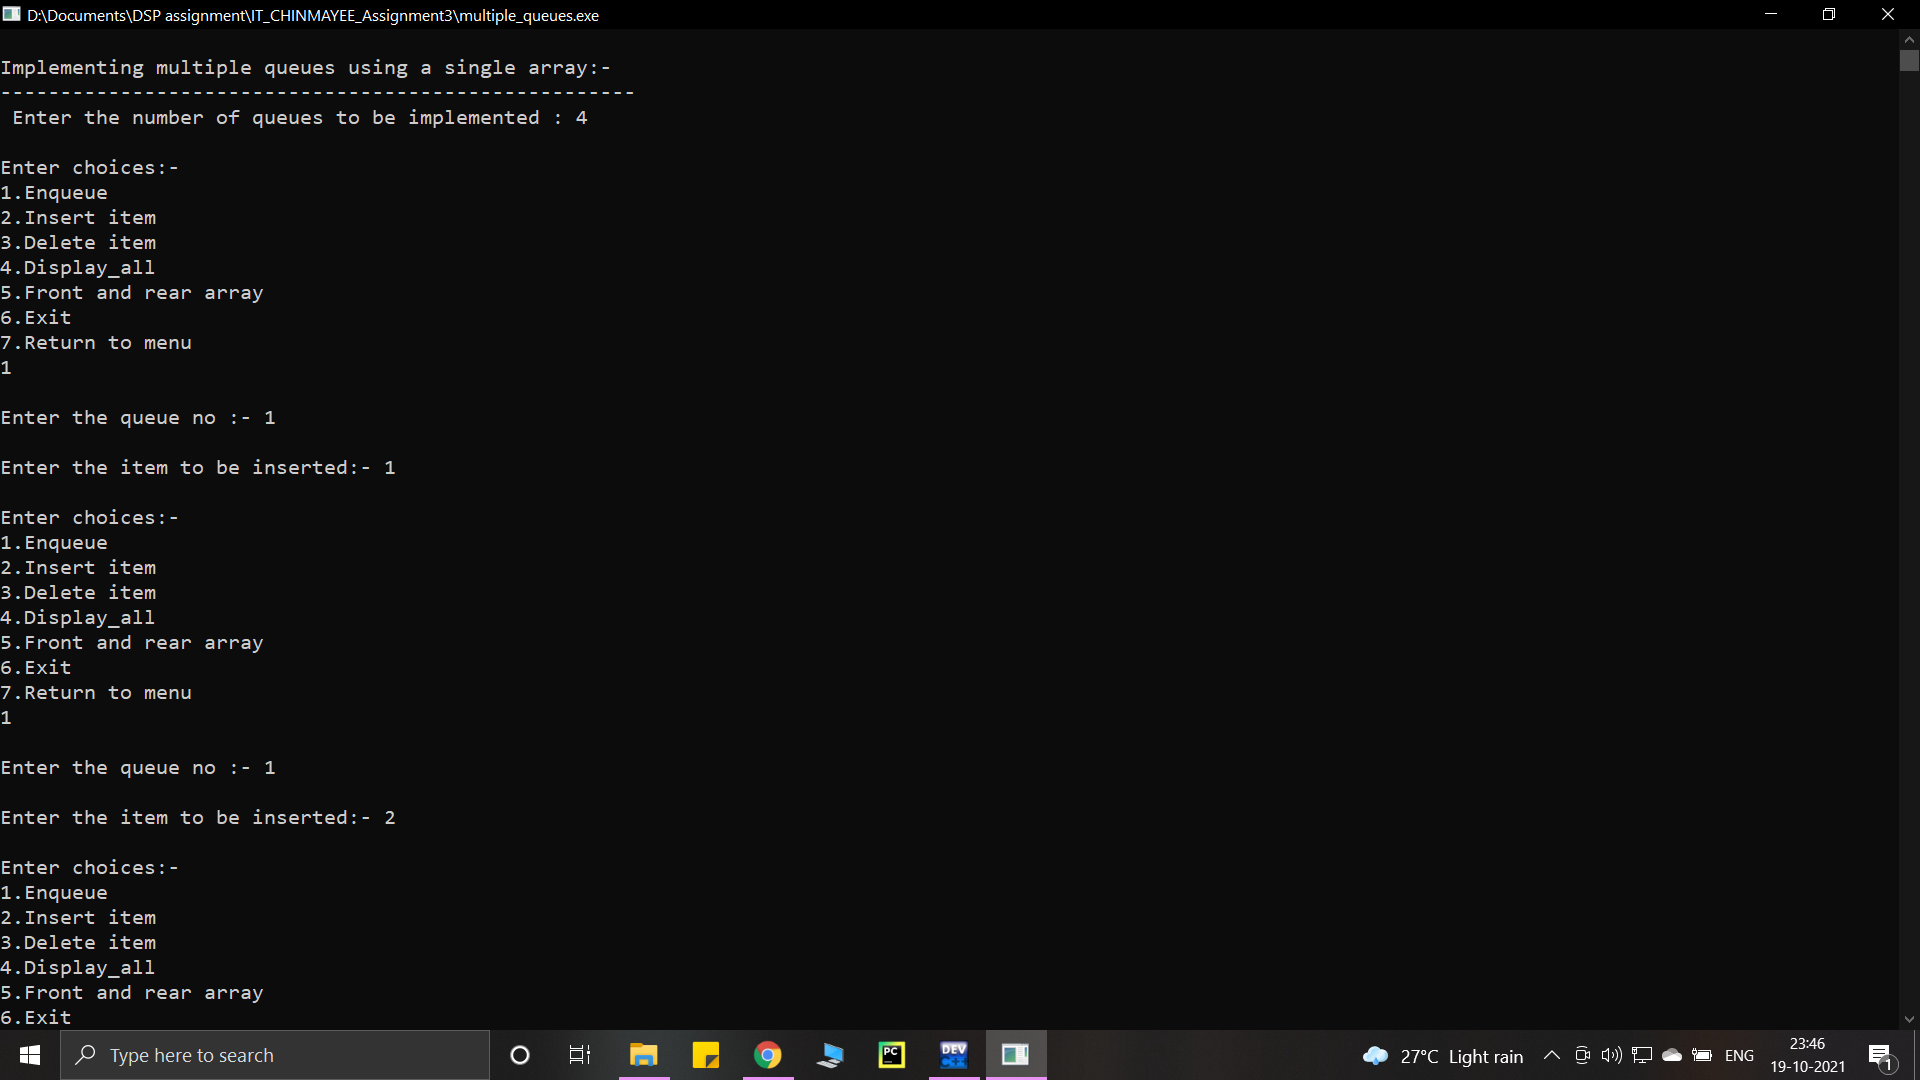 D:\Documents\DSP assignment\IT_CHINMAYEE_Assignment3\multiple_queues.exe
Implementing multiple queues using a single array:-
-----------------------------------------------------
Enter the number of queues to be implemented : 4
Enter choices:-
1.Enqueue
2.Insert item
3.Delete item
4.Display_all
5.Front and rear array
6.Exit
7.Return to menu
1
Enter the queue no :- 1
Enter the item to be inserted:- 1
Enter choices:-
1.Enqueue
2.Insert item
3.Delete item
4.Display_all
5.Front and rear array
6.Exit
7.Return to menu
1
Enter the queue no :- 1
Enter the item to be inserted:- 2
Enter choices:-
1.Enqueue
2.Insert item
3.Delete item
4.Display_all
5.Front and rear array
6.Exit
Type here to search
PC
DEV
C++
27°C Light rain
ENG
23:46
19-10-2021
1